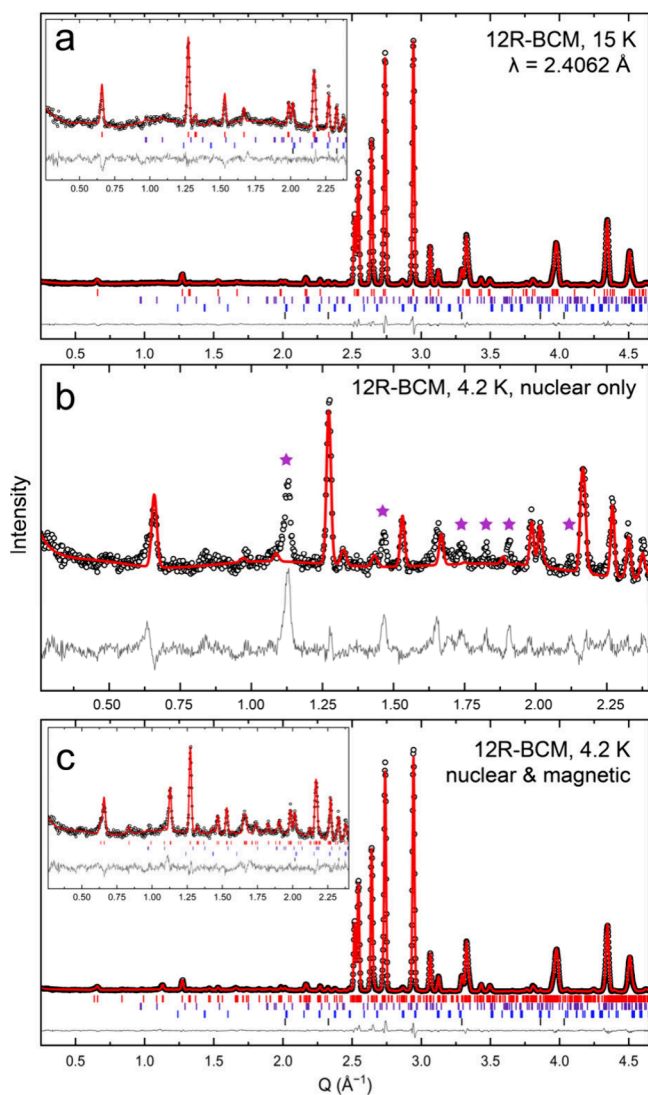 a
12R-BCM, 15 K
λ = 2.4062 Å
0.25 0.50 0.75 1.00 1.25 1.50 1.75 2.00 2.25
0.5 1.0 1.5 2.0 2.5 3.0 3.5 4.0 4.5
b
12R-BCM, 4.2 K, nuclear only
Intensity
0.50 0.75 1.00 1.25 1.50 1.75 2.00 2.25
c
12R-BCM, 4.2 K
nuclear & magnetic
0.50 0.75 1.00 1.25 1.50 1.75 2.00 2.25
0.5 1.0 1.5 2.0 2.5 3.0 3.5 4.0 4.5
Q (Å⁻¹)